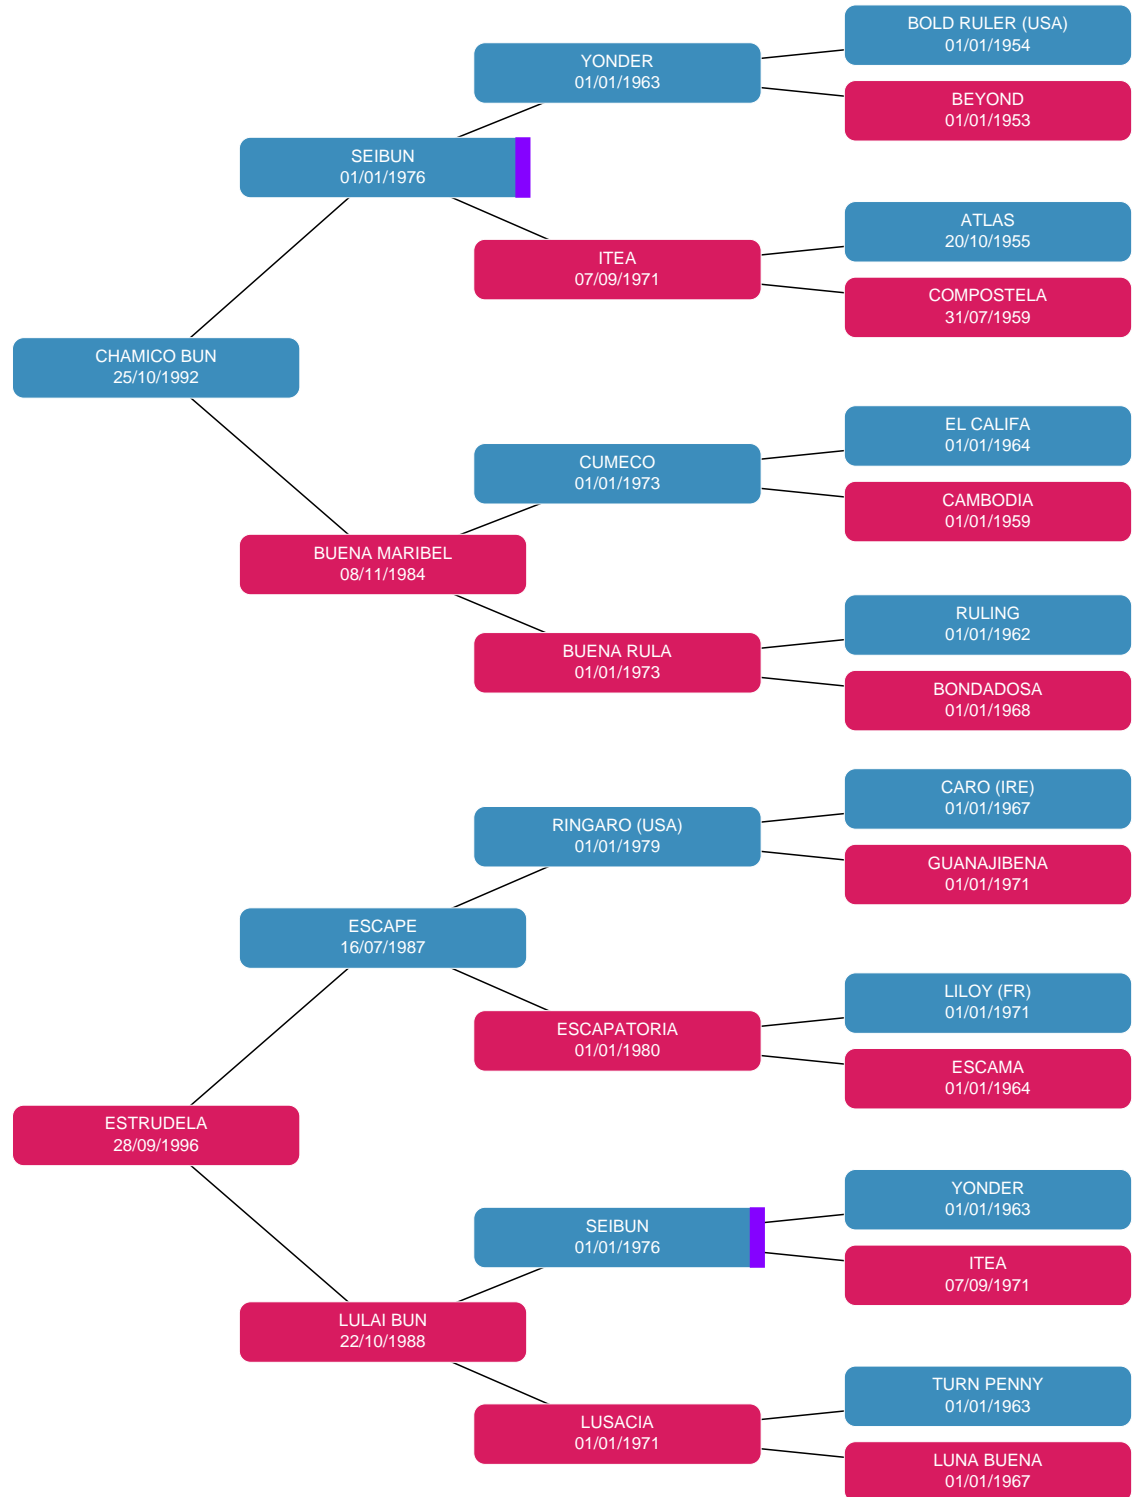 BOLD RULER (USA)
01/01/1954
YONDER
01/01/1963
BEYOND
01/01/1953
SEIBUN
01/01/1976
ATLAS
20/10/1955
ITEA
07/09/1971
COMPOSTELA
31/07/1959
CHAMICO BUN
25/10/1992
EL CALIFA
01/01/1964
CUMECO
01/01/1973
CAMBODIA
01/01/1959
BUENA MARIBEL
08/11/1984
RULING
01/01/1962
BUENA RULA
01/01/1973
BONDADOSA
01/01/1968
CARO (IRE)
01/01/1967
RINGARO (USA)
01/01/1979
GUANAJIBENA
01/01/1971
ESCAPE
16/07/1987
LILOY (FR)
01/01/1971
ESCAPATORIA
01/01/1980
ESCAMA
01/01/1964
ESTRUDELA
28/09/1996
YONDER
01/01/1963
SEIBUN
01/01/1976
ITEA
07/09/1971
LULAI BUN
22/10/1988
TURN PENNY
01/01/1963
LUSACIA
01/01/1971
LUNA BUENA
01/01/1967